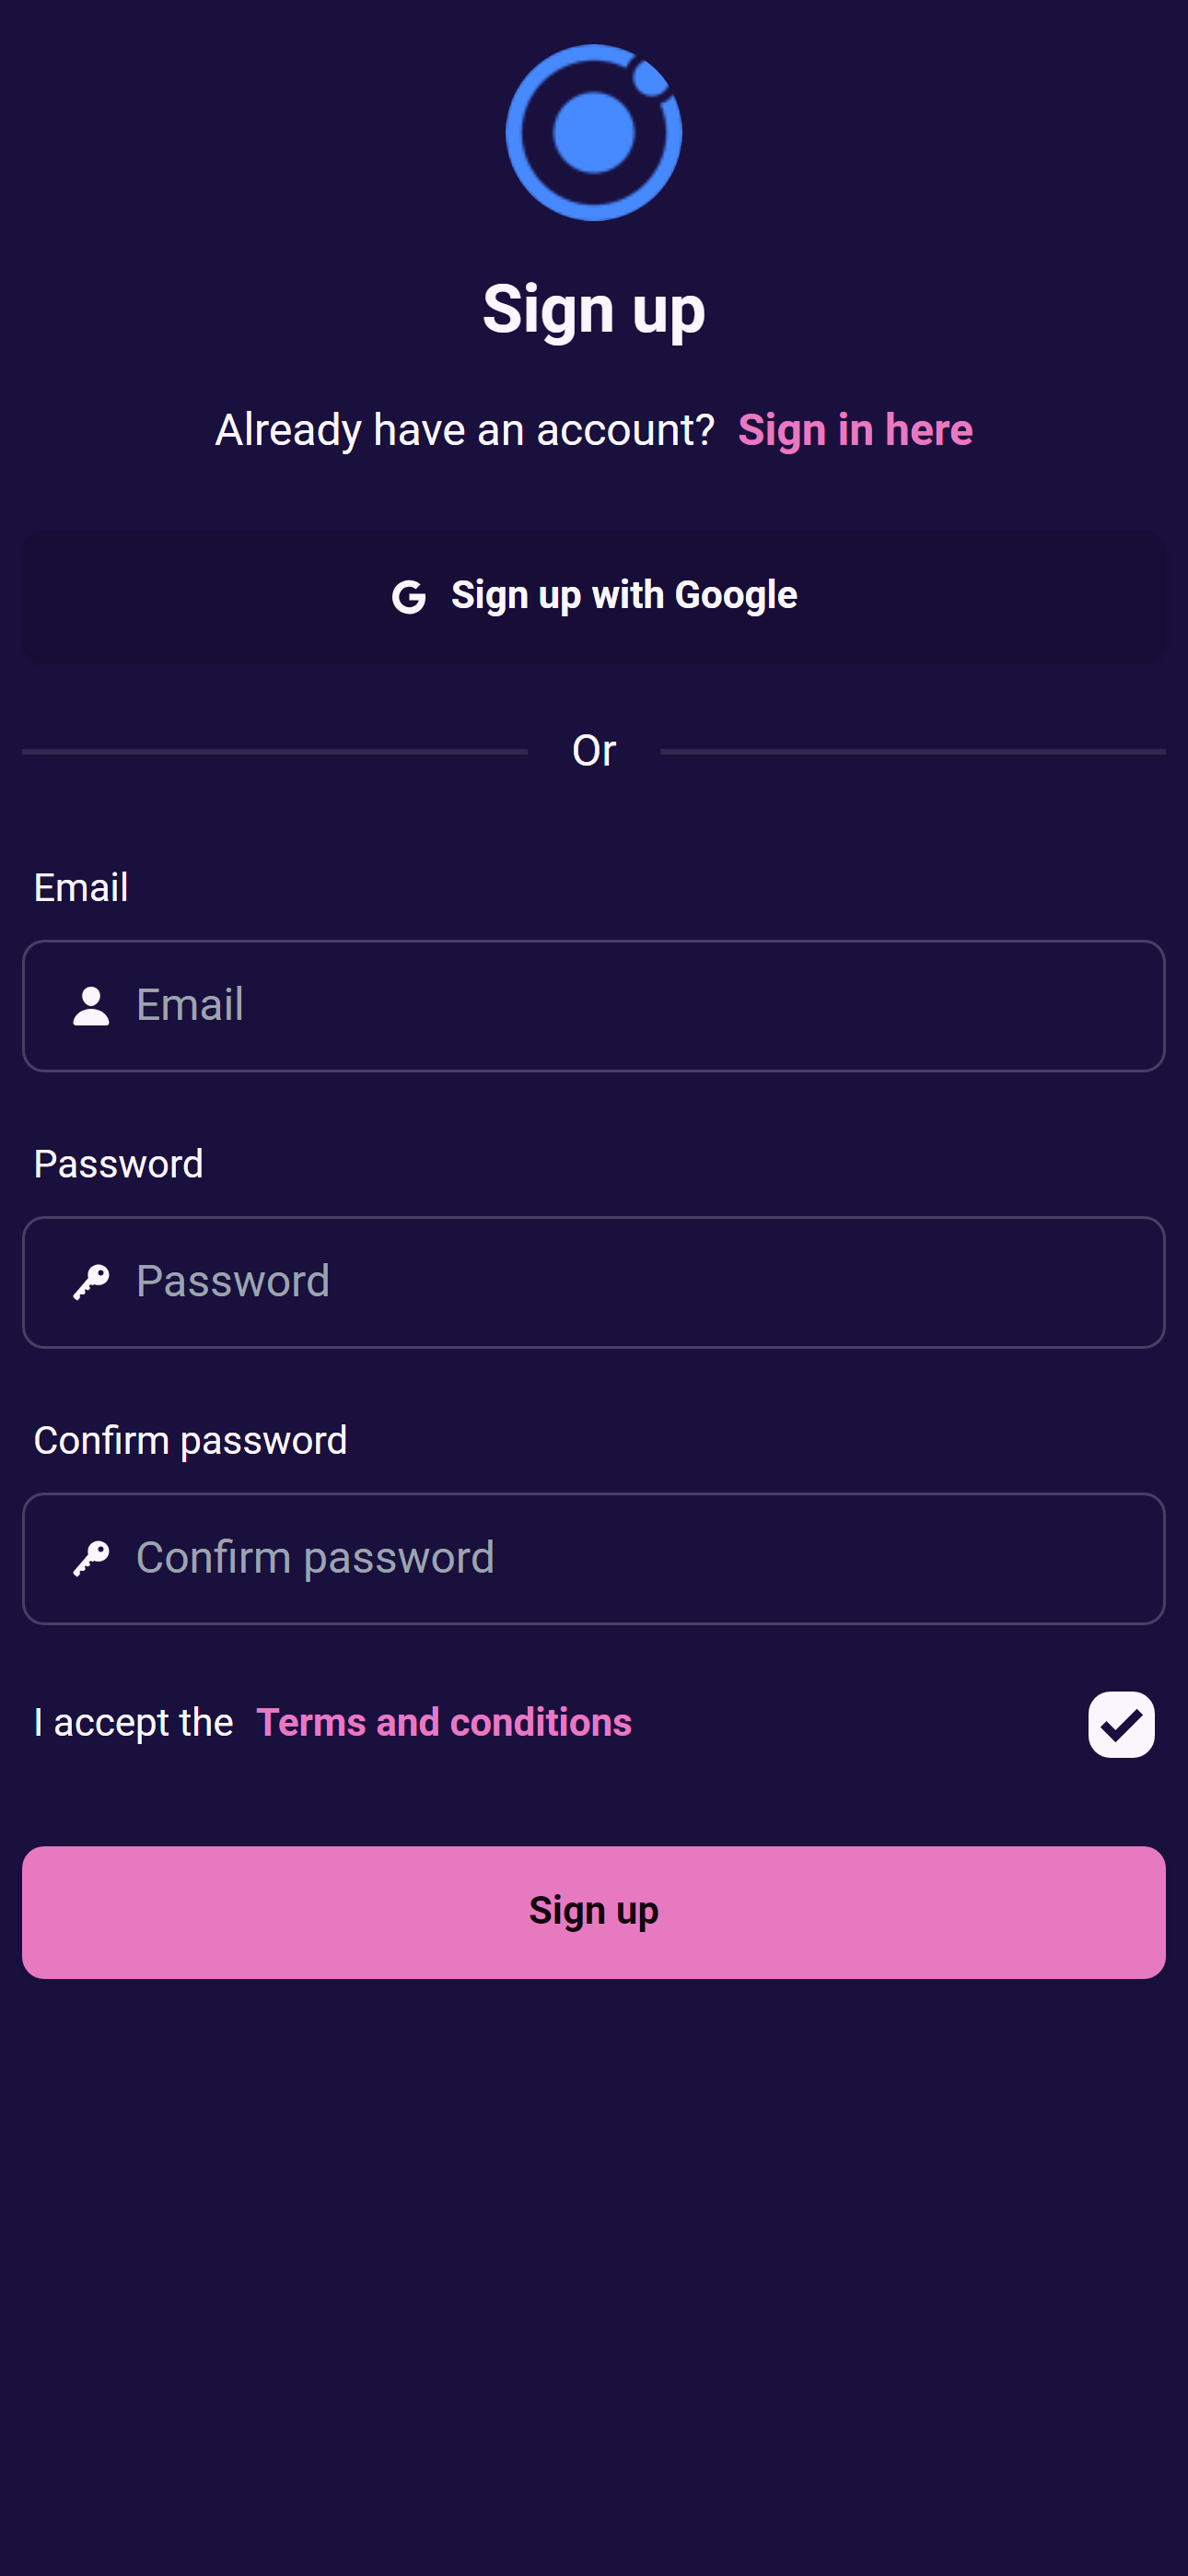 Sign up
Already have an account? Sign in here
Sign up with Google
Or
Email
Email
Password
Password
Confirm password
Confirm password
I accept the Terms and conditions
Sign up